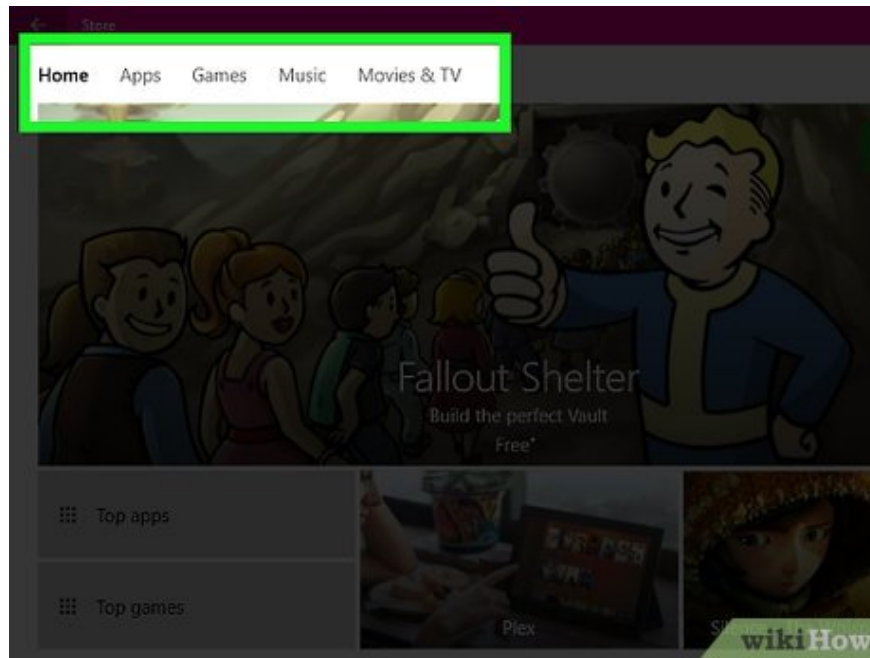 Store
Home Apps Games Music Movies & TV
Fallout Shelter
Build the perfect Vault
Free*
Top apps
Top games
Plex
wikiHow